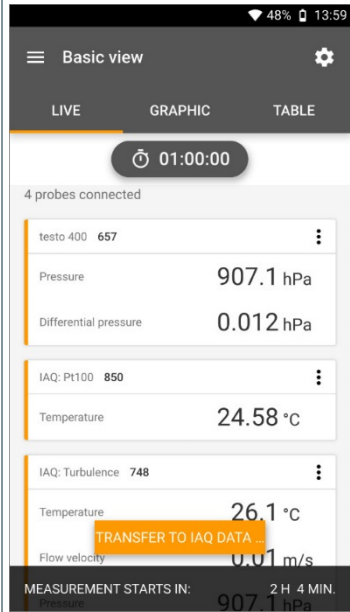 48% 13:59
Basic view
LIVE GRAPHIC TABLE
01:00:00
4 probes connected
testo 400 657
Pressure 907.1 hPa
Differential pressure 0.012 hPa
IAQ: Pt100 850
Temperature 24.58 °C
IAQ: Turbulence 748
Temperature 26.1 °C
TRANSFER TO IAQ DATA ...
Flow velocity 0.01 m/s
MEASUREMENT STARTS IN: 2 H 4 MIN.
Pressure 907.1 hPa